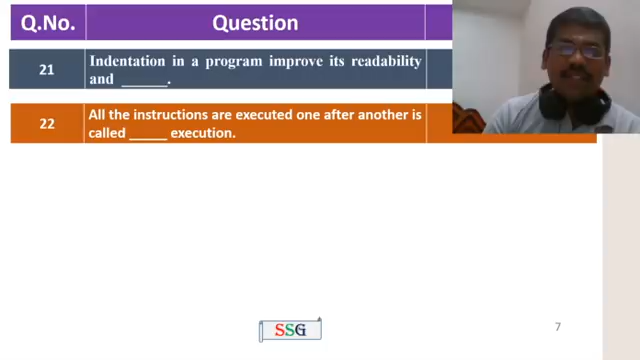 Q.No. Question
21 Indentation in a program improve its readability
and ______.
22 All the instructions are executed one after another is
called _____ execution.
SSG
7